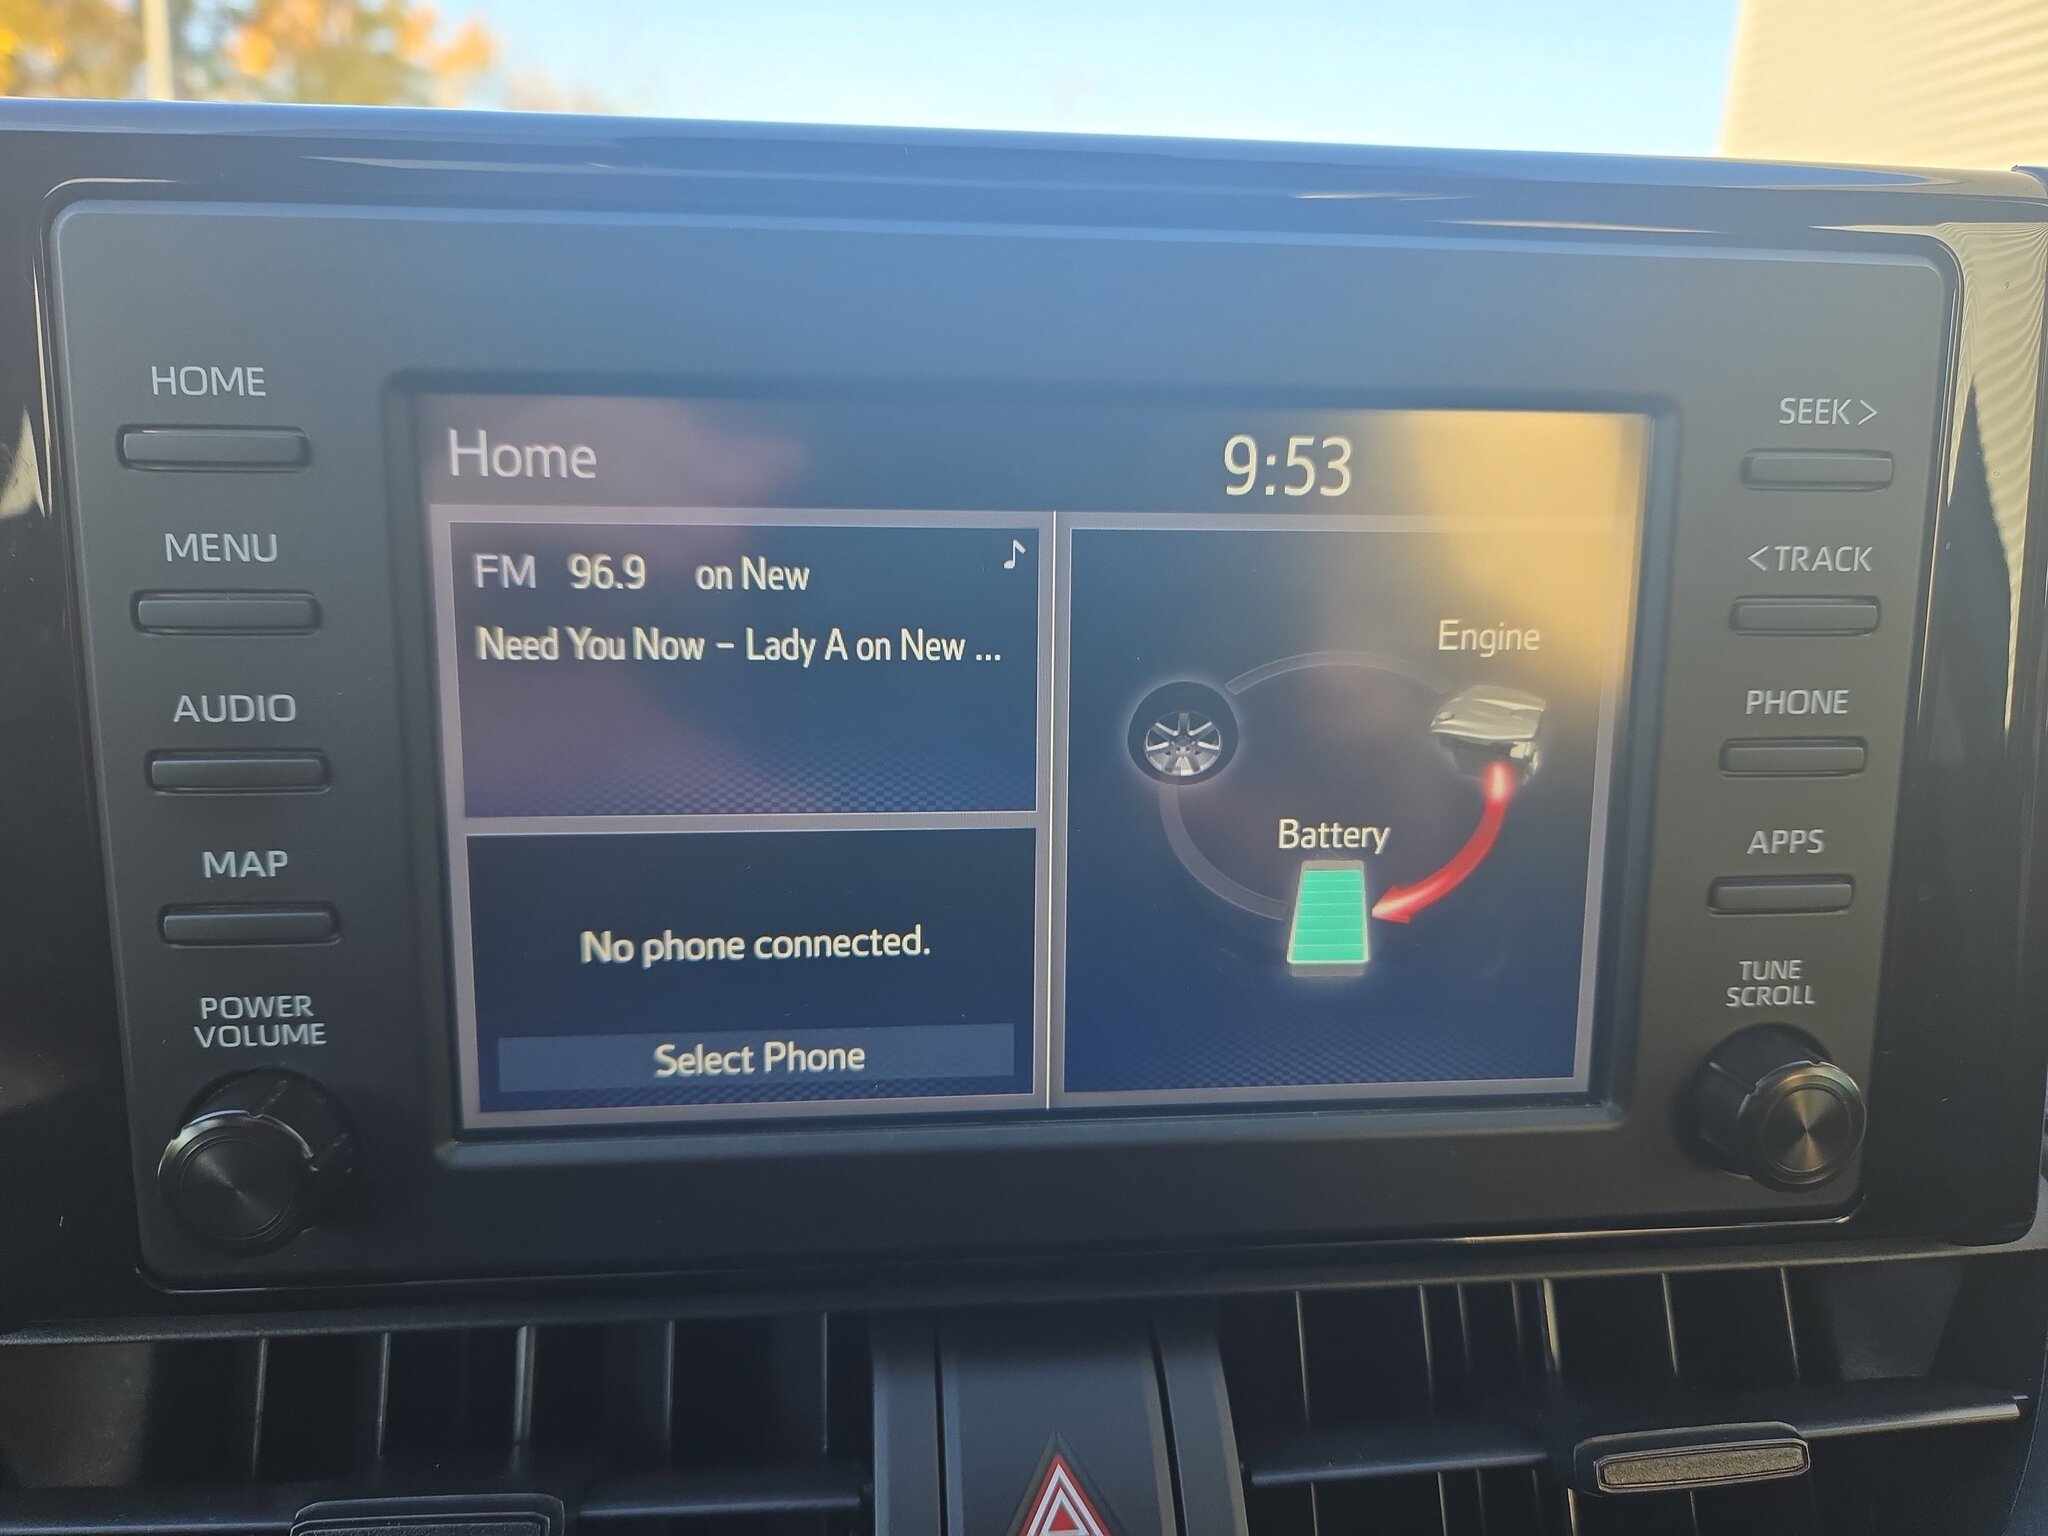 HOME
MENU
AUDIO
MAP
POWER
VOLUME
Home
9:53
FM 96.9 on New
Need You Now – Lady A on New ...
No phone connected.
Select Phone
Engine
Battery
SEEK >
< TRACK
PHONE
APPS
TUNE
SCROLL